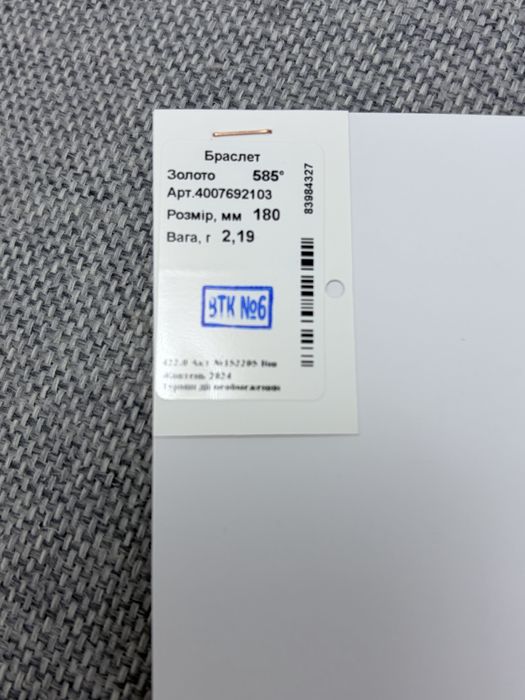 Браслет
Золото 585°
Арт.4007692103
Розмір, мм 180
Вага, г 2,19
83984327
ВТК №6
Жовтень 2024